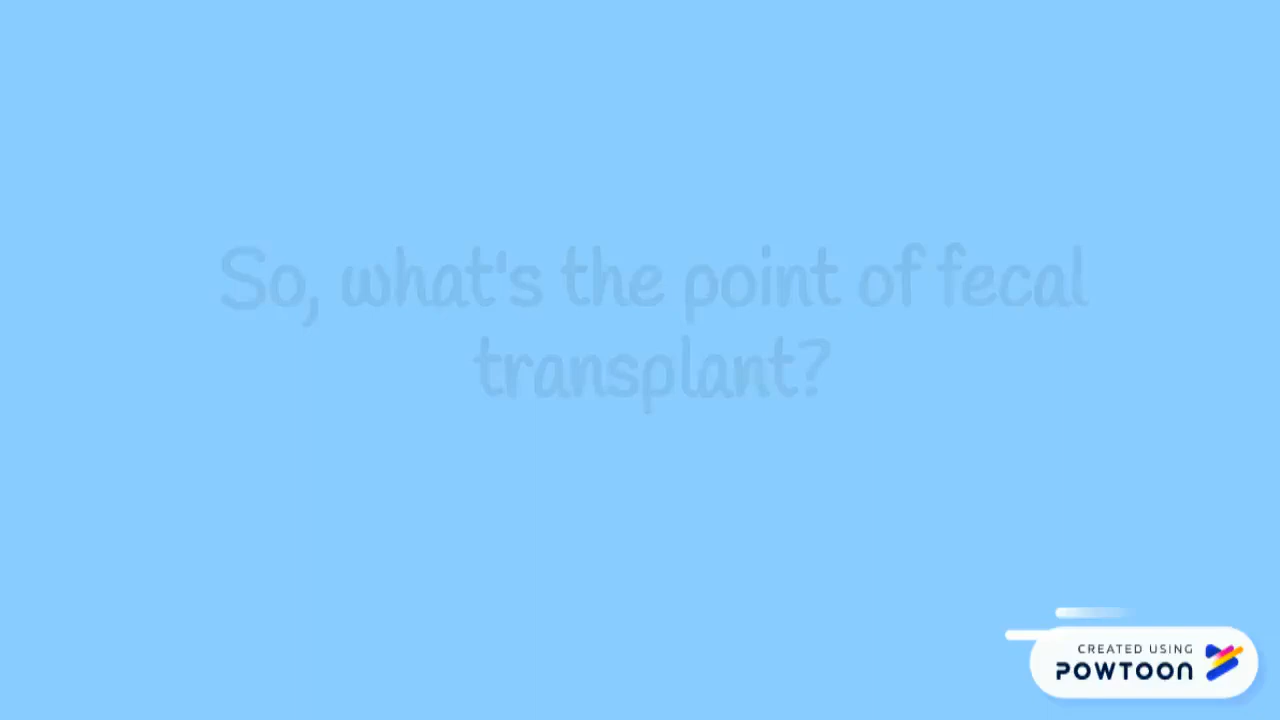 So, what's the point of fecal
transplant?
CREATED USING
POWTOON